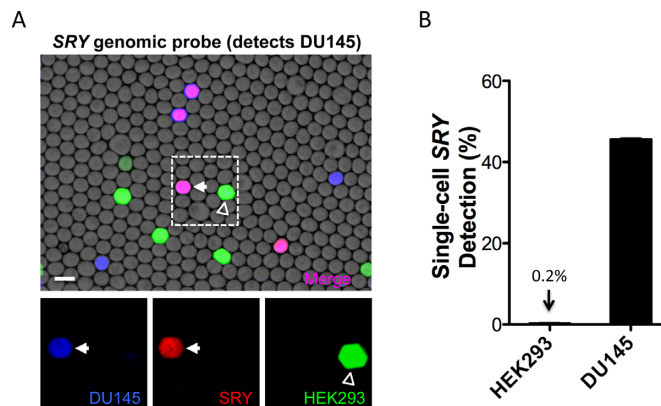 A
SRY genomic probe (detects DU145)
Merge
DU145
SRY
HEK293
B
Single-cell SRY
Detection (%)
60
40
20
0
0.2%
HEK293
DU145